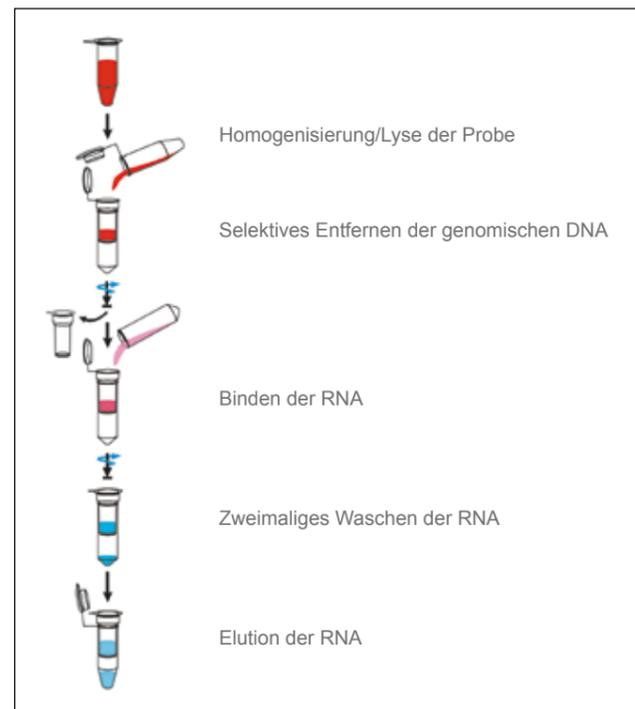 Homogenisierung/Lyse der Probe
Selektives Entfernen der genomischen DNA
Binden der RNA
Zweimaliges Waschen der RNA
Elution der RNA